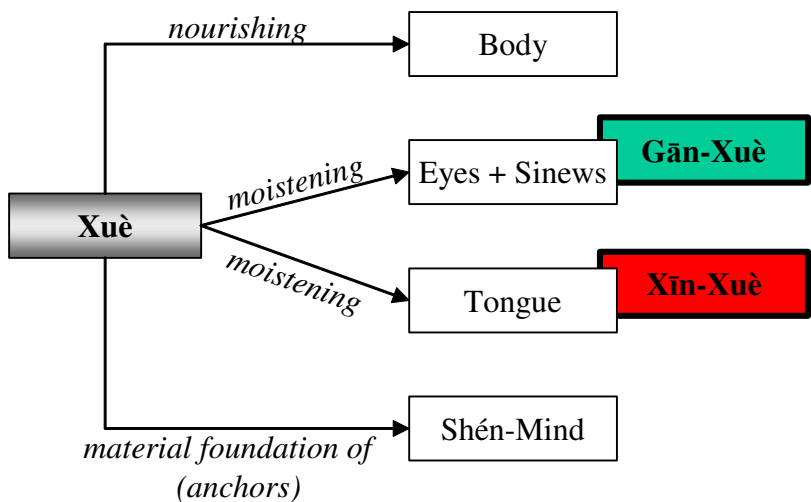 nourishing
Body
Gān-Xuè
moistening
Eyes + Sinews
Xuè
moistening
Xīn-Xuè
Tongue
Shén-Mind
material foundation of
(anchors)